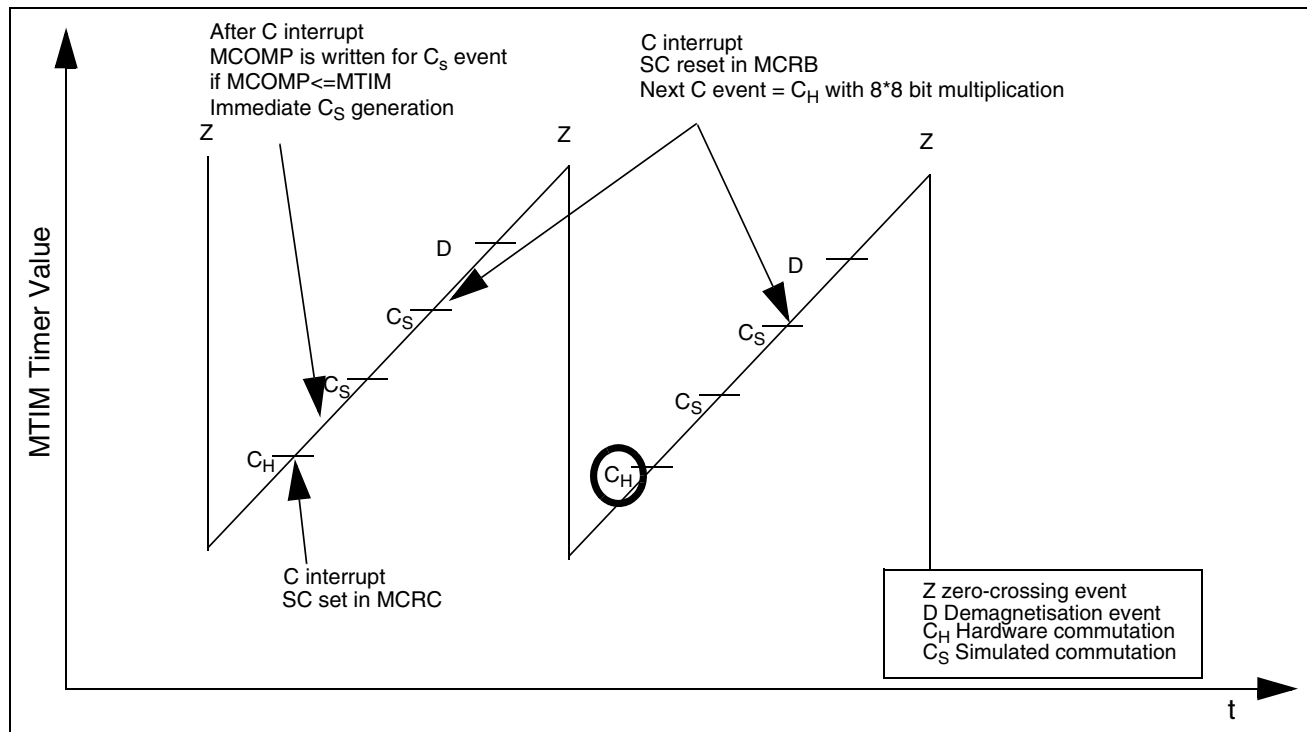 After C interrupt
MCOMP is written for Cs event
if MCOMP<=MTIM
Immediate CS generation
C interrupt
SC reset in MCRB
Next C event = CH with 8*8 bit multiplication
Z
Z
Z
D
D
CS
CS
CS
CS
CH
CH
MTIM Timer Value
C interrupt
SC set in MCRC
Z zero-crossing event
D Demagnetisation event
CH Hardware commutation
CS Simulated commutation
t